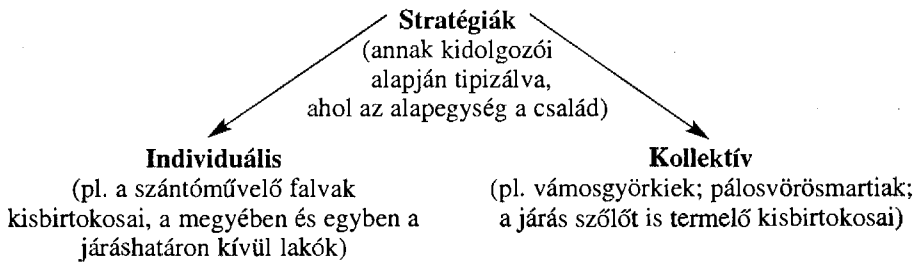 Stratégiák
(annak kidolgozói
alapján tipizálva,
ahol az alapegység a család)
Individuális
(pl. a szántóművelő falvak
kisbirtokosai, a megyében és egyben a
járáshatáron kívül lakók)
Kollektív
(pl. vámosgyörkiek; pálosvörösmartiak;
a járás szőlőt is termelő kisbirtokosai)